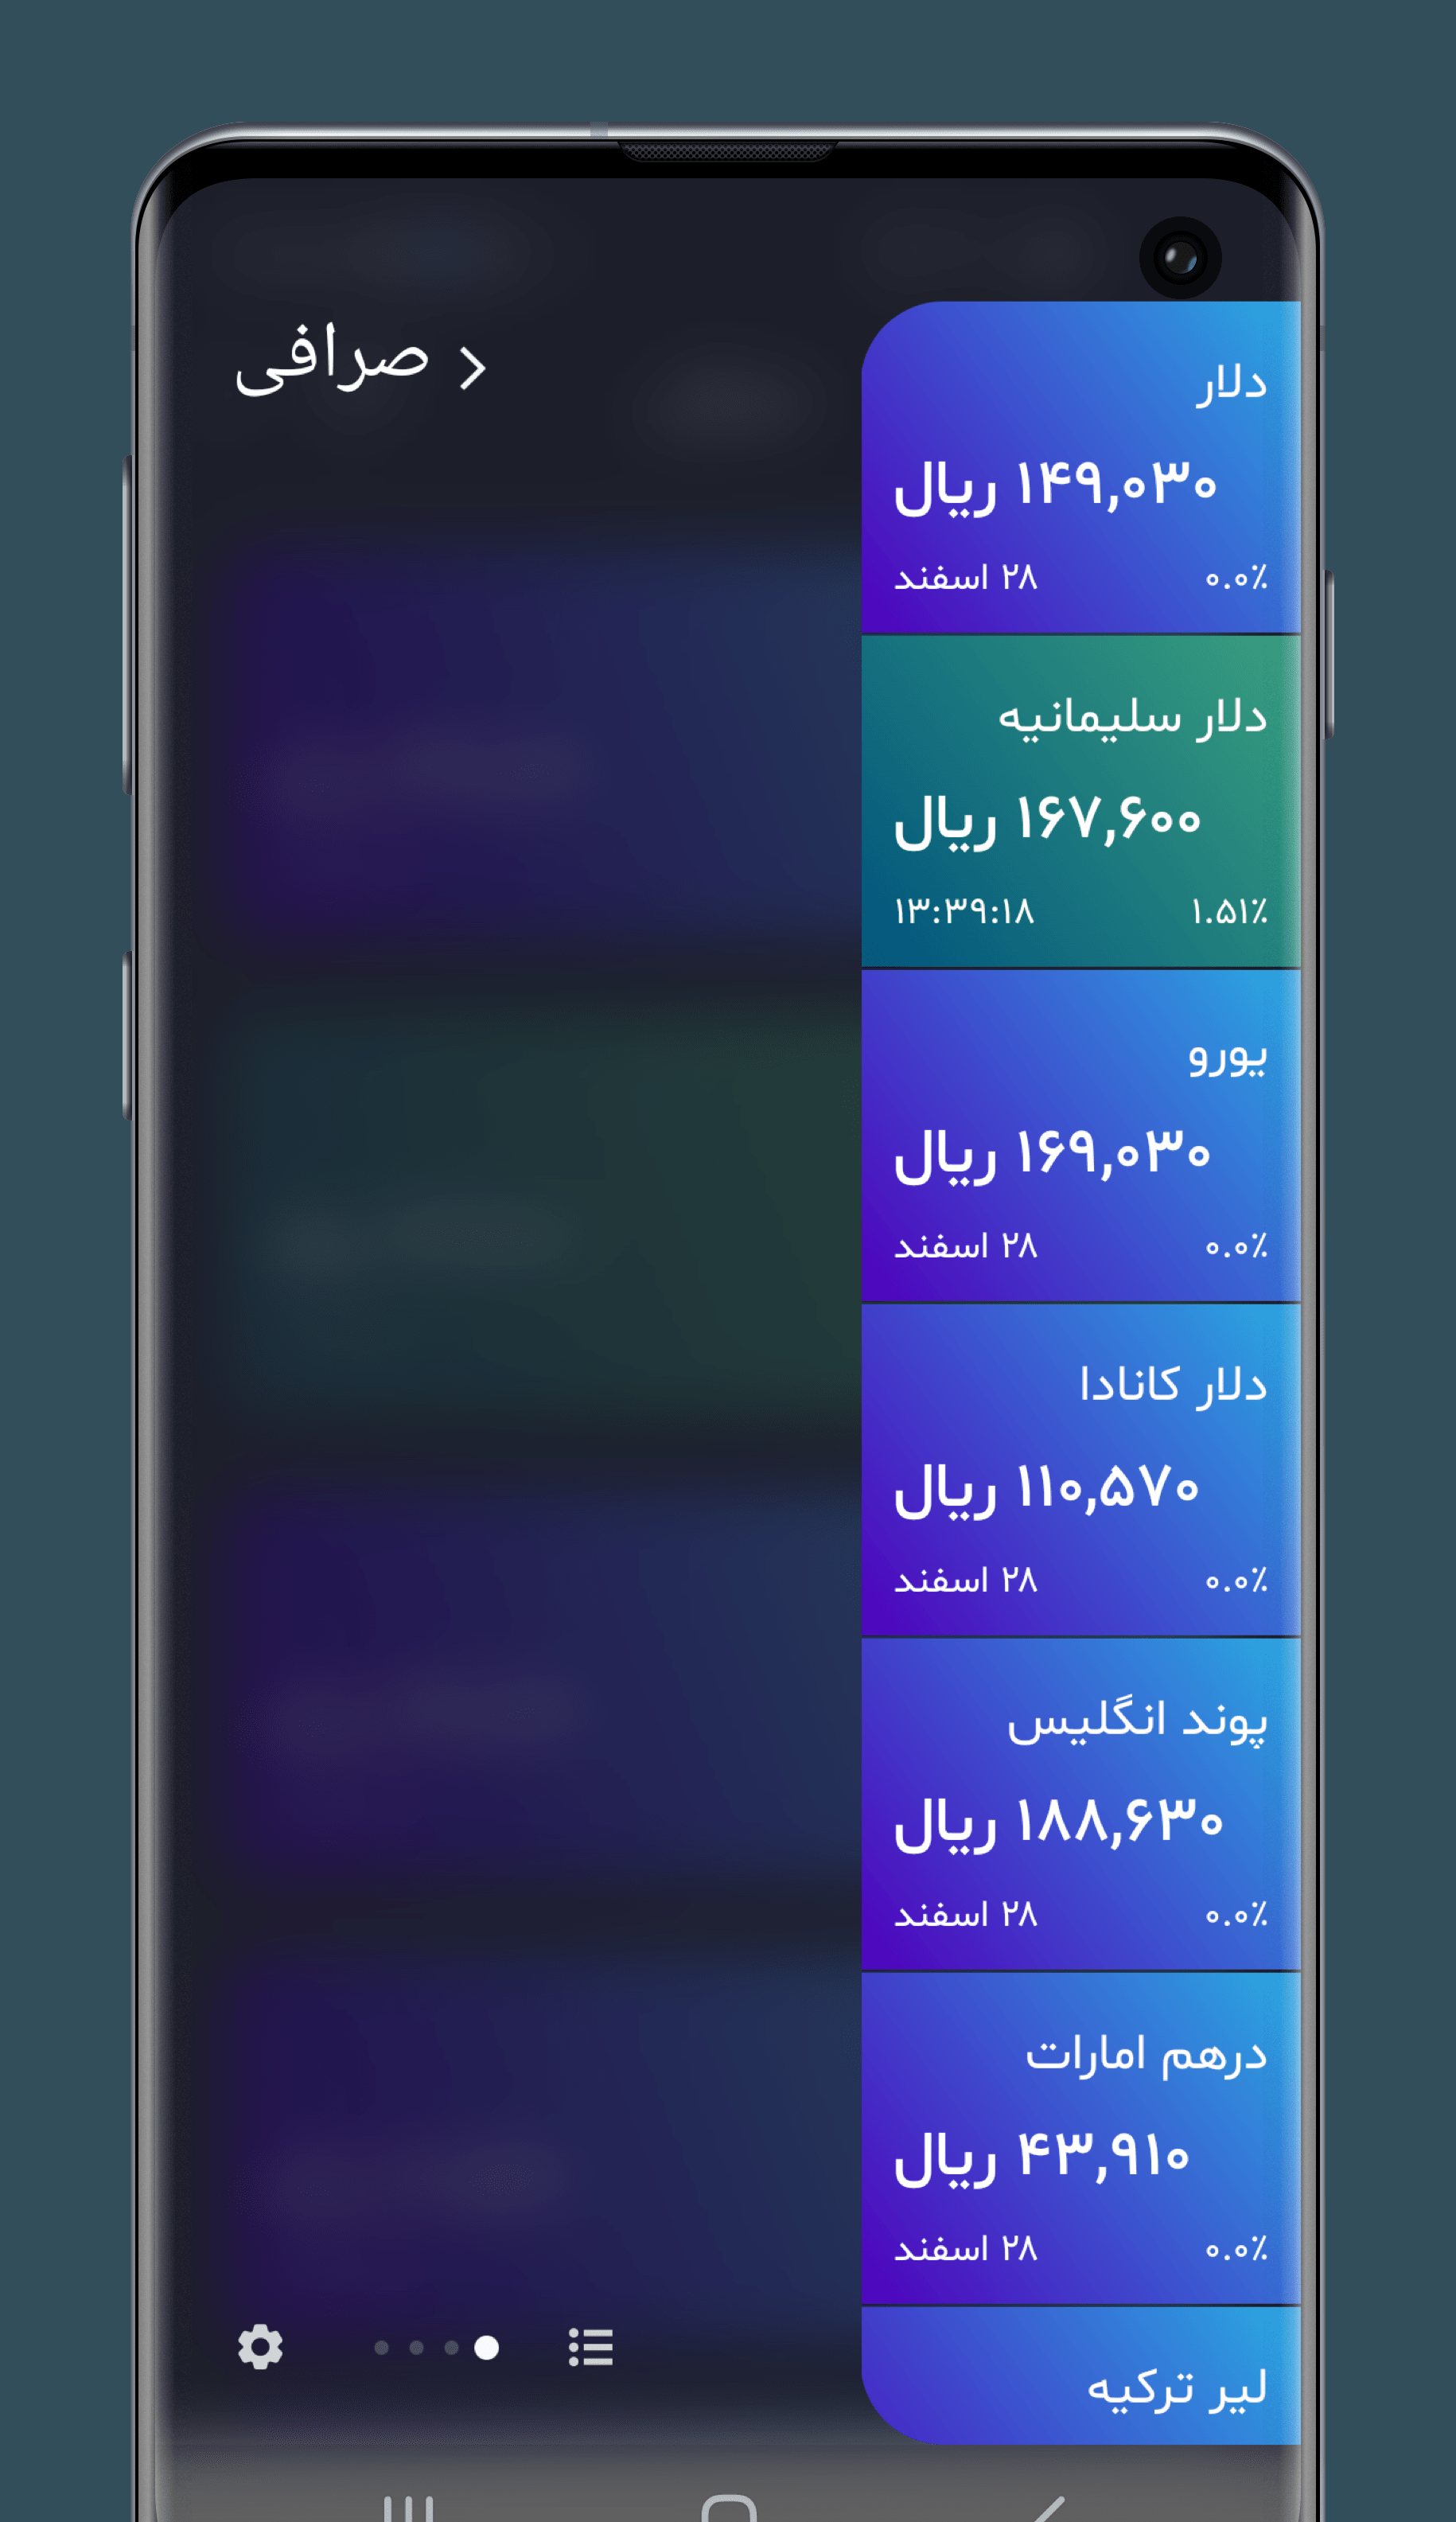 صرافی
دلار
۱۴۹,۰۳۰ ریال
۰.۰٪ ۲۸ اسفند
دلار سلیمانیه
۱۶۷,۶۰۰ ریال
۱.۵۱٪ ۱۳:۳۹:۱۸
یورو
۱۶۹,۰۳۰ ریال
۰.۰٪ ۲۸ اسفند
دلار کانادا
۱۱۰,۵۷۰ ریال
۰.۰٪ ۲۸ اسفند
پوند انگلیس
۱۸۸,۶۳۰ ریال
۰.۰٪ ۲۸ اسفند
درهم امارات
۴۳,۹۱۰ ریال
۰.۰٪ ۲۸ اسفند
لیر ترکیه